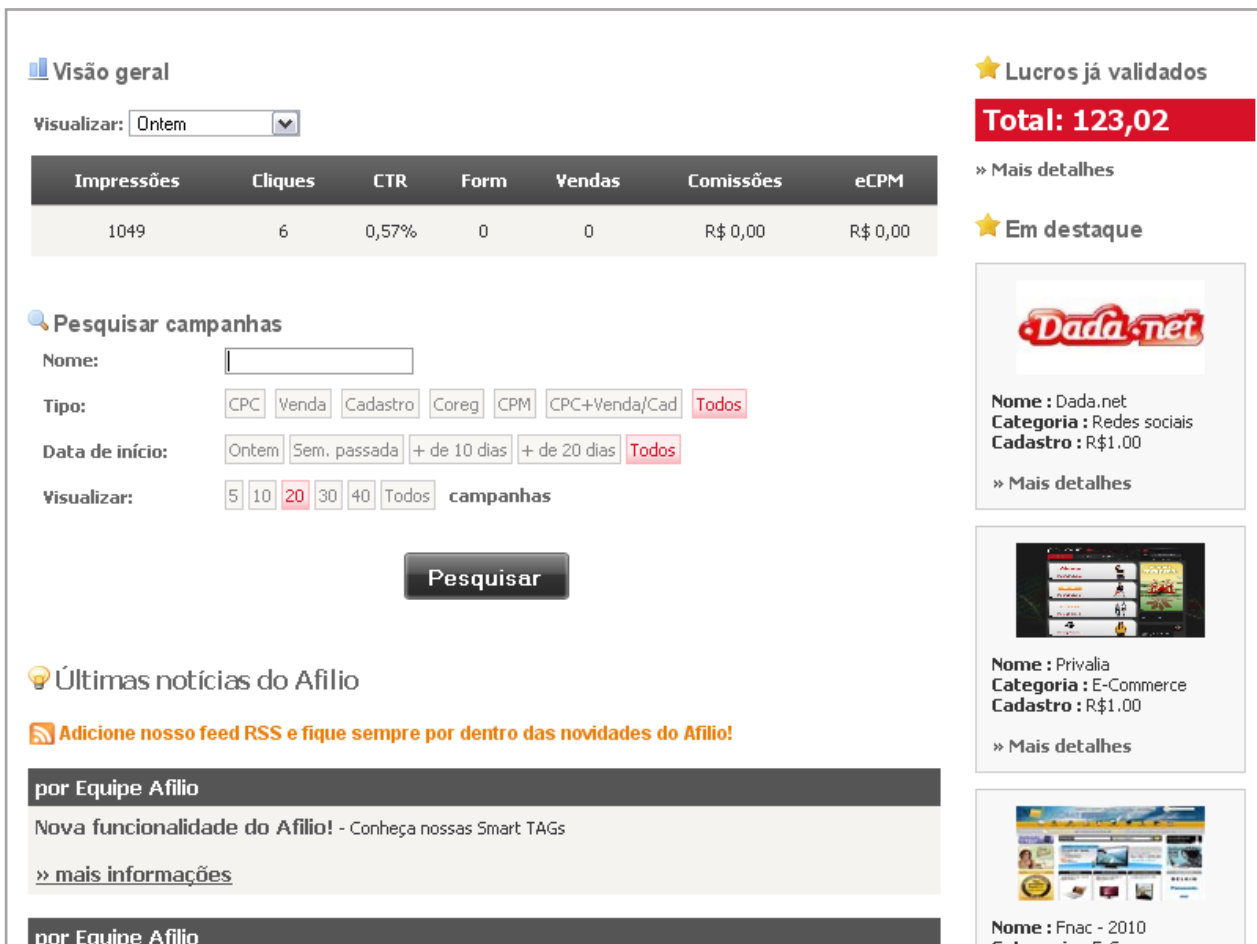 Visão geral
Visualizar: Ontem
Impressões Cliques CTR Form Vendas Comissões eCPM
1049 6 0,57% 0 0 R$ 0,00 R$ 0,00
Pesquisar campanhas
Nome:
Tipo: CPC Venda Cadastro Coreg CPM CPC+Venda/Cad Todos
Data de início: Ontem Sem. passada + de 10 dias + de 20 dias Todos
Visualizar: 5 10 20 30 40 Todos campanhas
Pesquisar
Últimas notícias do Afilio
Adicione nosso feed RSS e fique sempre por dentro das novidades do Afilio!
por Equipe Afilio
Nova funcionalidade do Afilio! - Conheça nossas Smart TAGs
» mais informações
por Equipe Afilio
Lucros já validados
Total: 123,02
» Mais detalhes
Em destaque
Dada.net
Nome : Dada.net
Categoria : Redes sociais
Cadastro : R$1.00
» Mais detalhes
Nome : Privalia
Categoria : E-Commerce
Cadastro : R$1.00
» Mais detalhes
Nome : Fnac - 2010